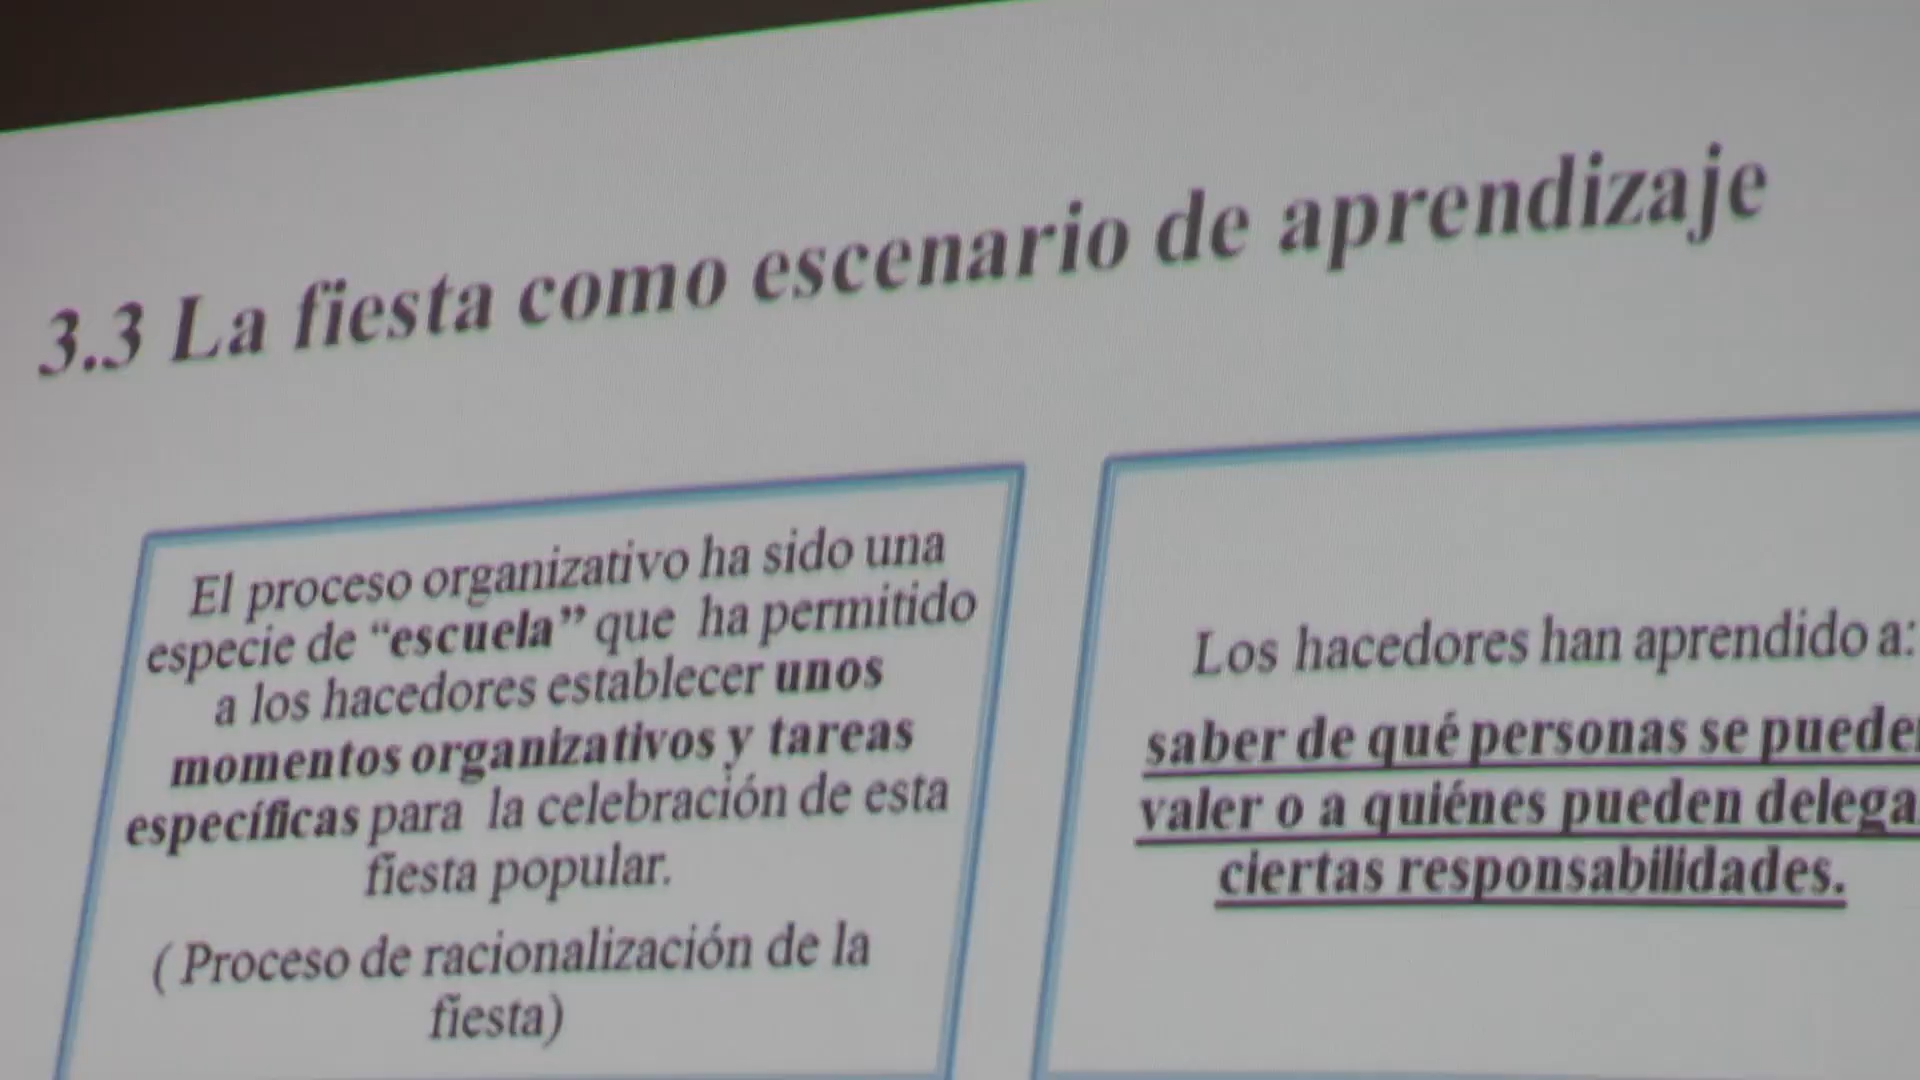 3.3 La fiesta como escenario de aprendizaje
El proceso organizativo ha sido una
especie de “escuela” que ha permitido
a los hacedores establecer unos
momentos organizativos y tareas
específicas para la celebración de esta
fiesta popular.
( Proceso de racionalización de la
fiesta)
Los hacedores han aprendido a:
saber de qué personas se puede
valer o a quiénes pueden delega
ciertas responsabilidades.